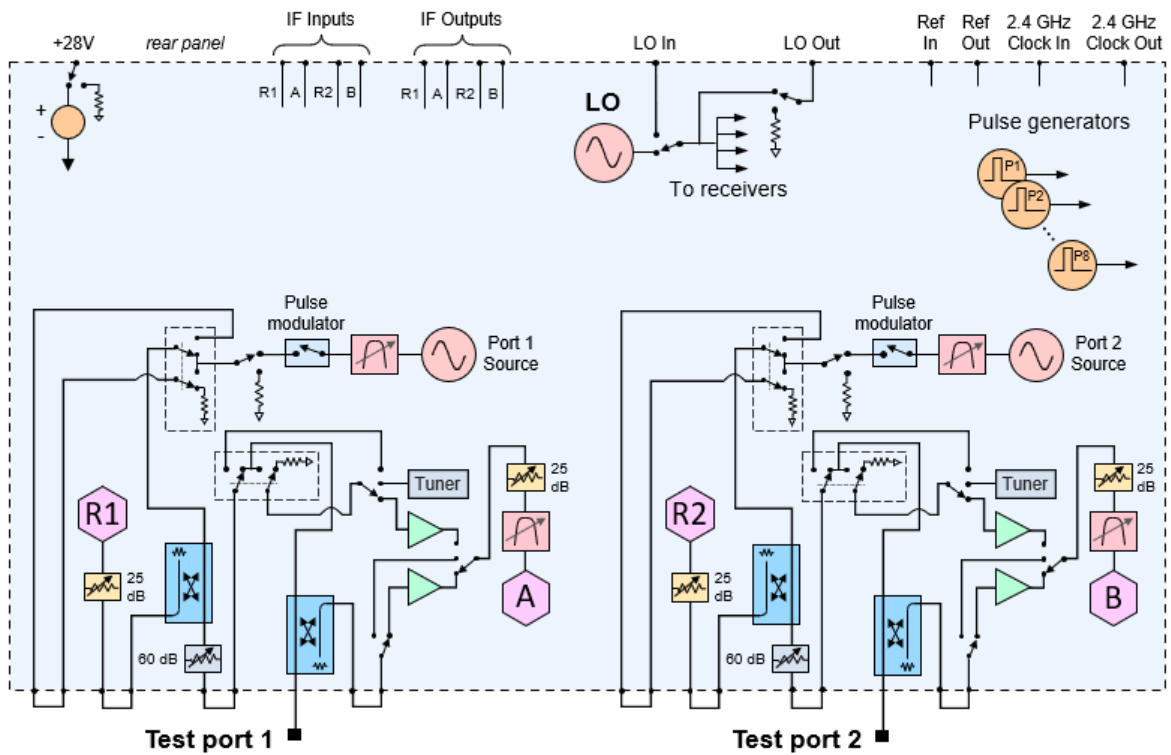 IF Inputs
IF Outputs
Ref In
Ref Out
2.4 GHz Clock In
2.4 GHz Clock Out
+28V
rear panel
LO In
LO Out
R1 A R2 B
R1 A R2 B
+
-
LO
To receivers
Pulse generators
P1
P2
P8
Pulse modulator
Port 1 Source
Pulse modulator
Port 2 Source
Tuner
25 dB
Tuner
25 dB
R1
25 dB
A
R2
25 dB
B
60 dB
60 dB
Test port 1
Test port 2